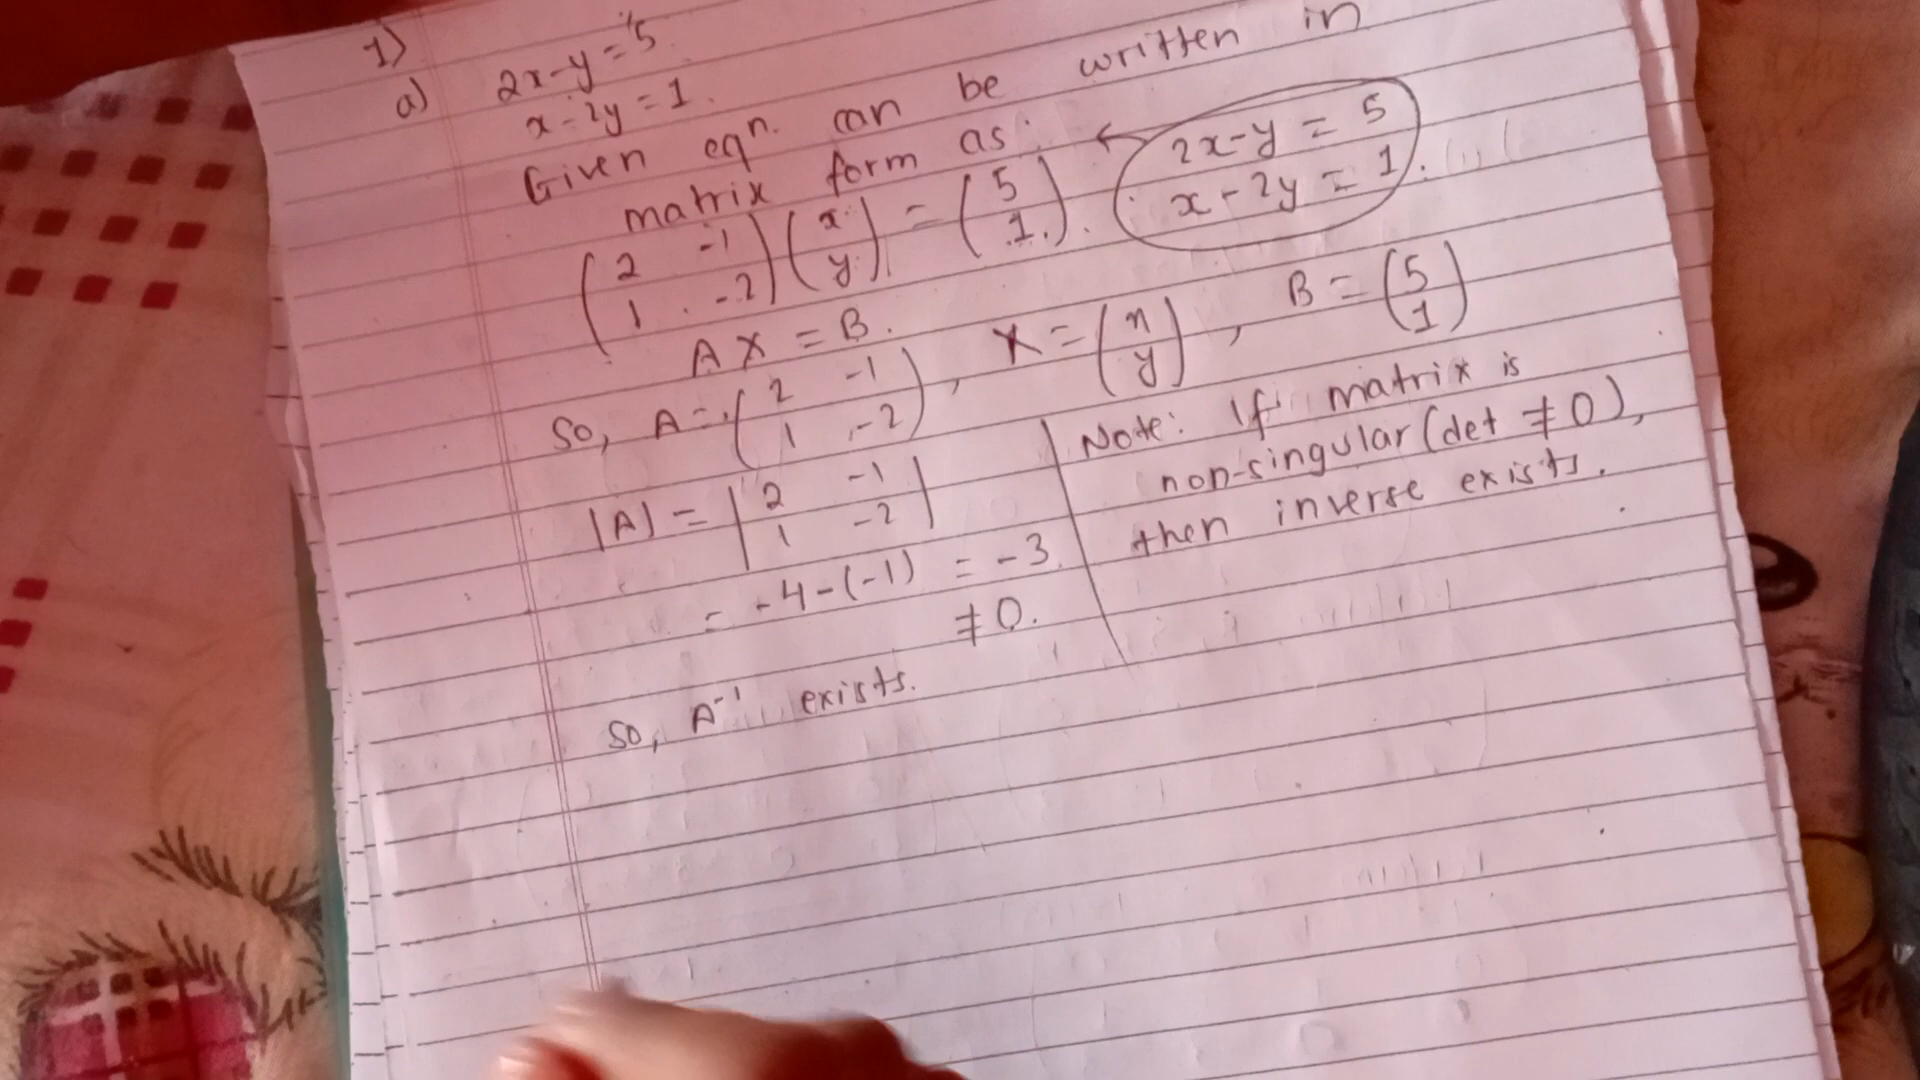 1)
a) 2x-y=5
x-2y=1.
Given eqn. can be written in
matrix form as:
2x-y = 5
x-2y = 1.
(2 -1
1 -2)(x
y) = (5
1).
AX = B.
So, A = (2 -1
1 -2), X = (x
y), B = (5
1)
|A| = |2 -1
1 -2|
= -4-(-1) = -3
≠ 0.
Note: If matrix is
non-singular (det ≠ 0),
then inverse exists.
So, A⁻¹ exists.